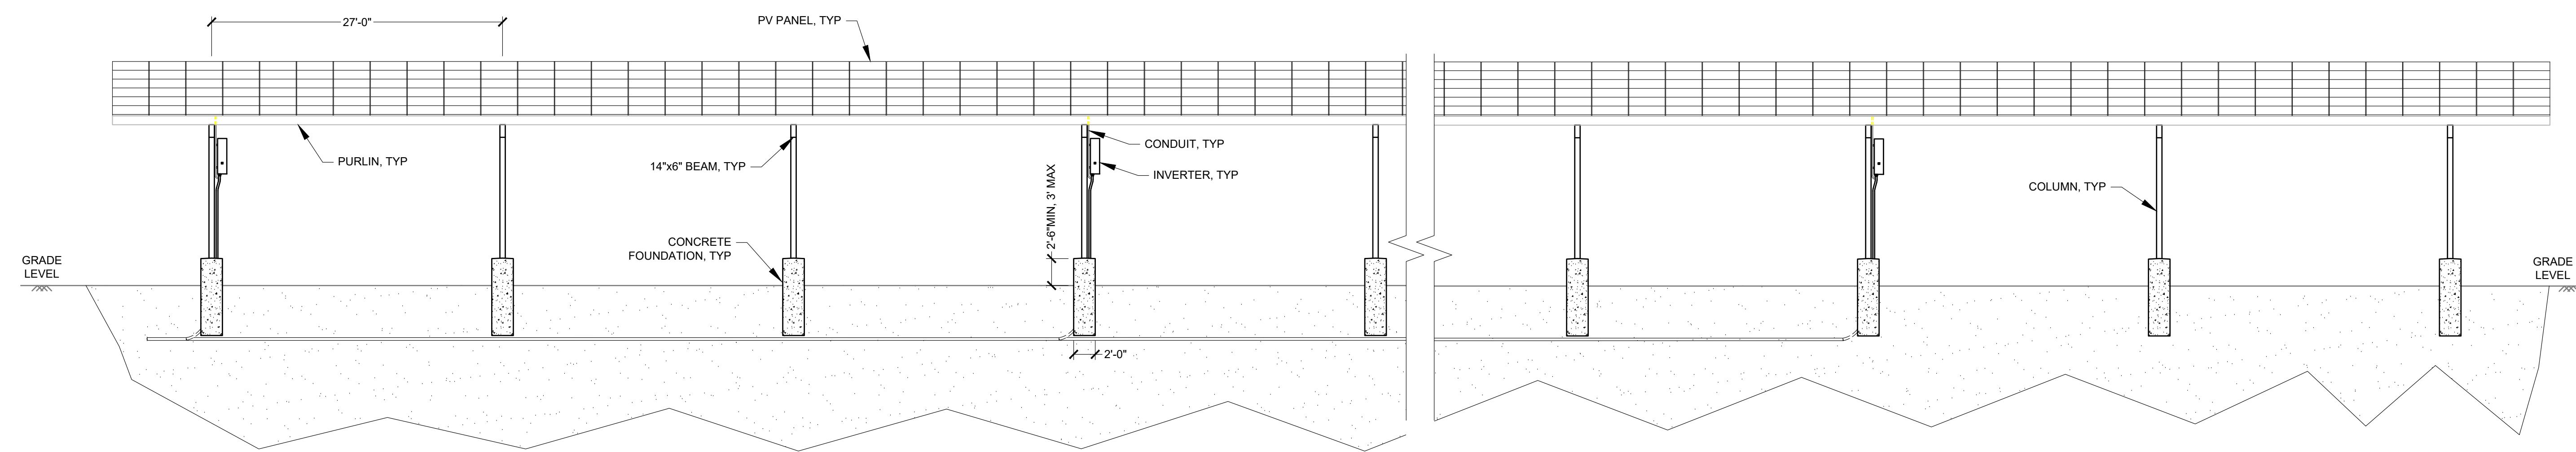 27'-0"
PV PANEL, TYP
PURLIN, TYP
14"x6" BEAM, TYP
CONDUIT, TYP
INVERTER, TYP
2'-6"MIN, 3' MAX
COLUMN, TYP
CONCRETE
FOUNDATION, TYP
GRADE
LEVEL
GRADE
LEVEL
2'-0"